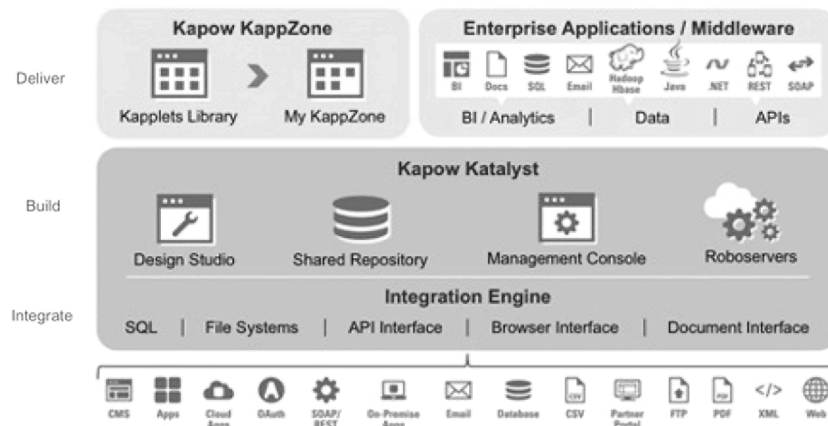 Deliver
Kapow KappZone
Kapplets Library
My KappZone
Enterprise Applications / Middleware
BI
Docs
SQL
Email
Hadoop
Hbase
Java
.NET
REST
SOAP
BI / Analytics | Data | APIs
Build
Kapow Katalyst
Design Studio
Shared Repository
Management Console
Roboservers
Integrate
Integration Engine
SQL | File Systems | API Interface | Browser Interface | Document Interface
CMS
Apps
Cloud
Apps
OAuth
SOAP/
REST
On-Premise
Apps
Email
Database
CSV
CSV
Partner
Portal
FTP
PDF
PDF
</>
XML
Web